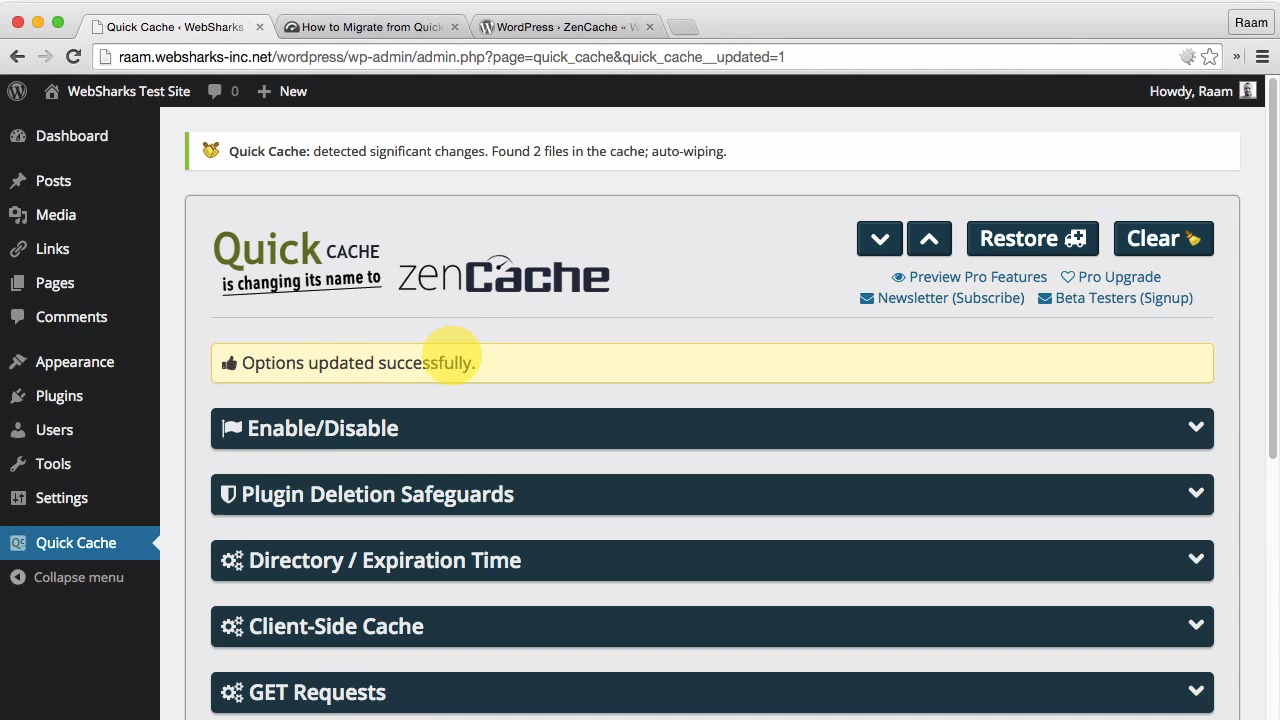 Quick Cache ‹ WebSharks
How to Migrate from Quick
WordPress › ZenCache « W
Raam
raam.websharks-inc.net/wordpress/wp-admin/admin.php?page=quick_cache&quick_cache__updated=1
»
WebSharks Test Site
0
New
Howdy, Raam
Dashboard
Posts
Media
Links
Pages
Comments
Appearance
Plugins
Users
Tools
Settings
Quick Cache
Collapse menu
Quick Cache: detected significant changes. Found 2 files in the cache; auto-wiping.
Quick CACHE
is changing its name to
zenCache
Restore
Clear
Preview Pro Features
Pro Upgrade
Newsletter (Subscribe)
Beta Testers (Signup)
Options updated successfully.
Enable/Disable
Plugin Deletion Safeguards
Directory / Expiration Time
Client-Side Cache
GET Requests